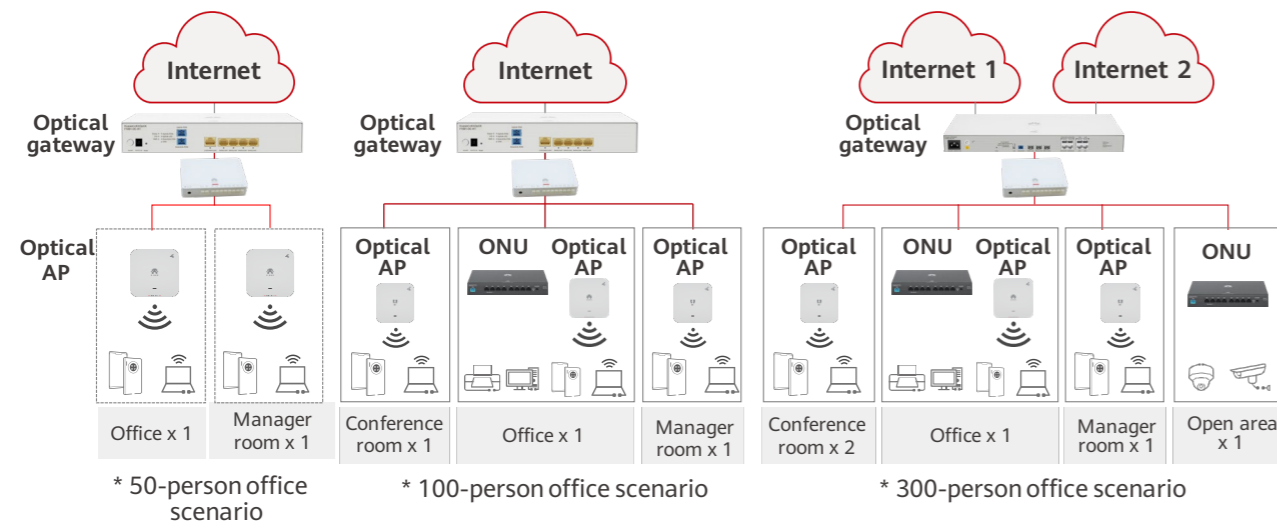 Internet
Internet
Internet 1
Internet 2
Optical
gateway
Optical
gateway
Optical
gateway
Optical
AP
Optical
AP
ONU
Optical
AP
Optical
AP
Optical
AP
ONU
Optical
AP
Optical
AP
ONU
Office x 1
Manager
room x 1
Conference
room x 1
Office x 1
Manager
room x 1
Conference
room x 2
Office x 1
Manager
room x 1
Open area
x 1
* 50-person office
scenario
* 100-person office scenario
* 300-person office scenario